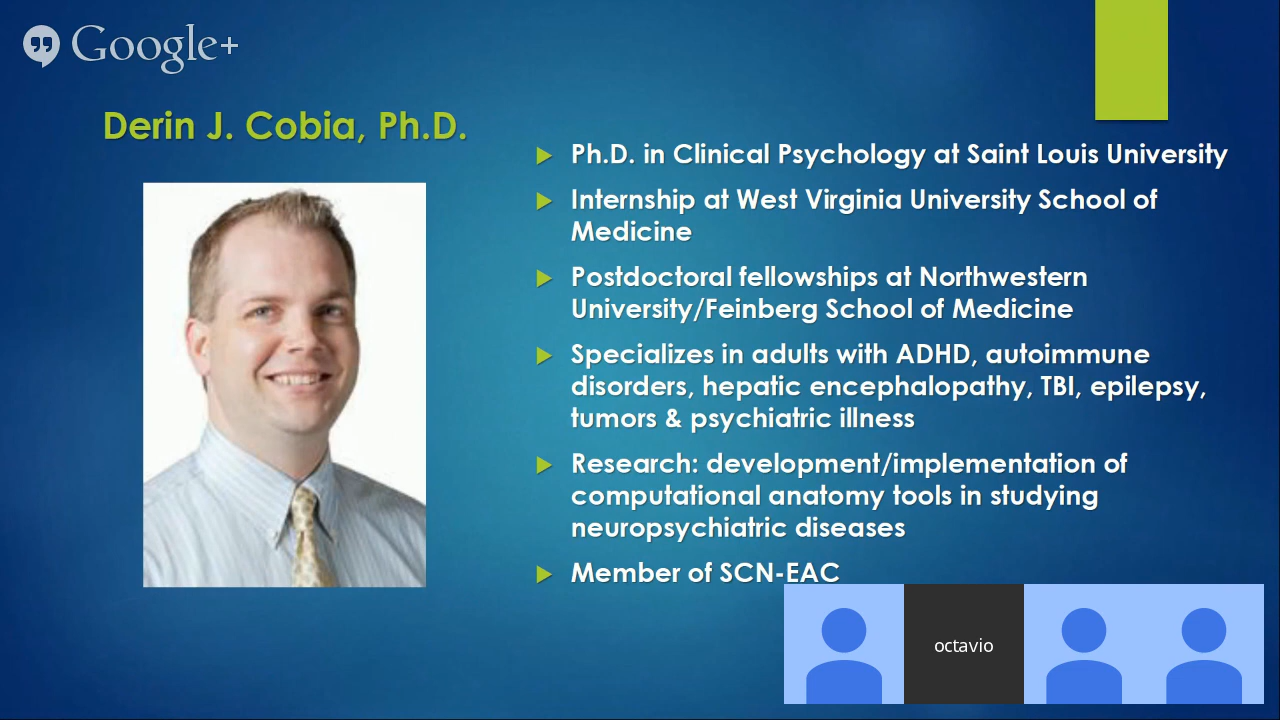 Google+
Derin J. Cobia, Ph.D.
Ph.D. in Clinical Psychology at Saint Louis University
Internship at West Virginia University School of
Medicine
Postdoctoral fellowships at Northwestern
University/Feinberg School of Medicine
Specializes in adults with ADHD, autoimmune
disorders, hepatic encephalopathy, TBI, epilepsy,
tumors & psychiatric illness
Research: development/implementation of
computational anatomy tools in studying
neuropsychiatric diseases
Member of SCN-EAC
octavio